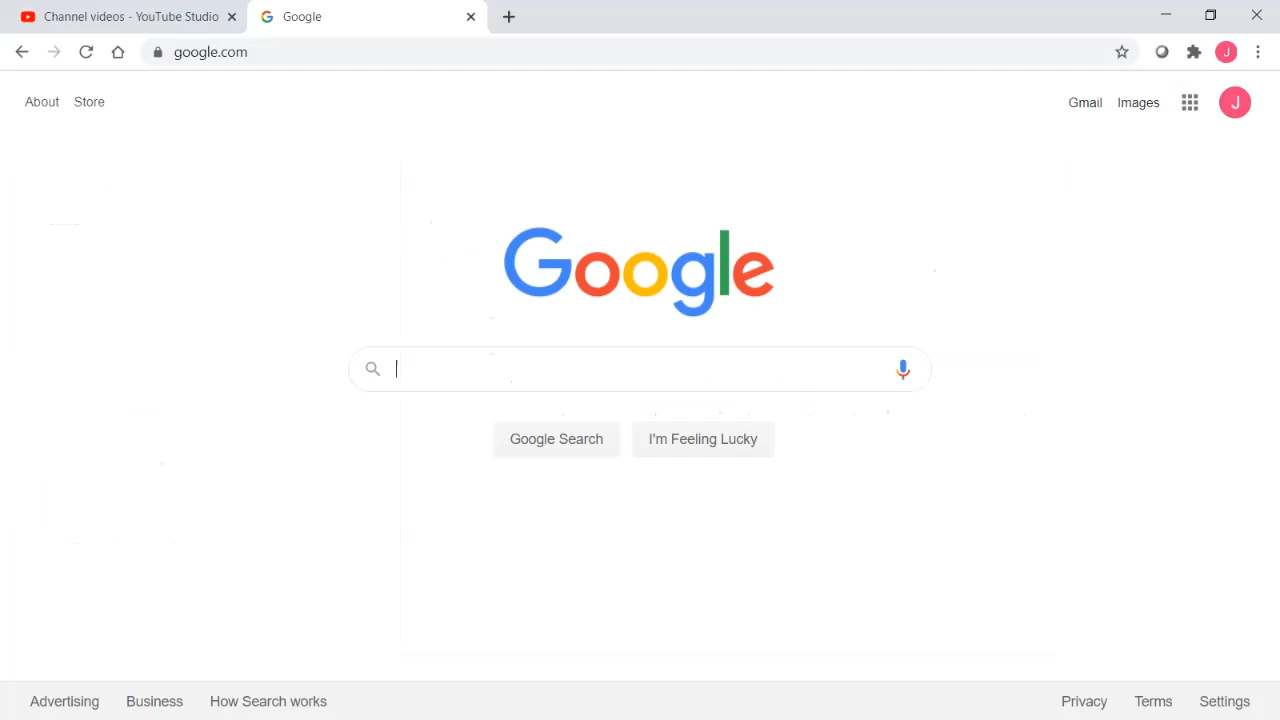 Channel videos - YouTube Studio
Google
google.com
About Store
Gmail Images
J
Google
Google Search I'm Feeling Lucky
Advertising Business How Search works
Privacy Terms Settings